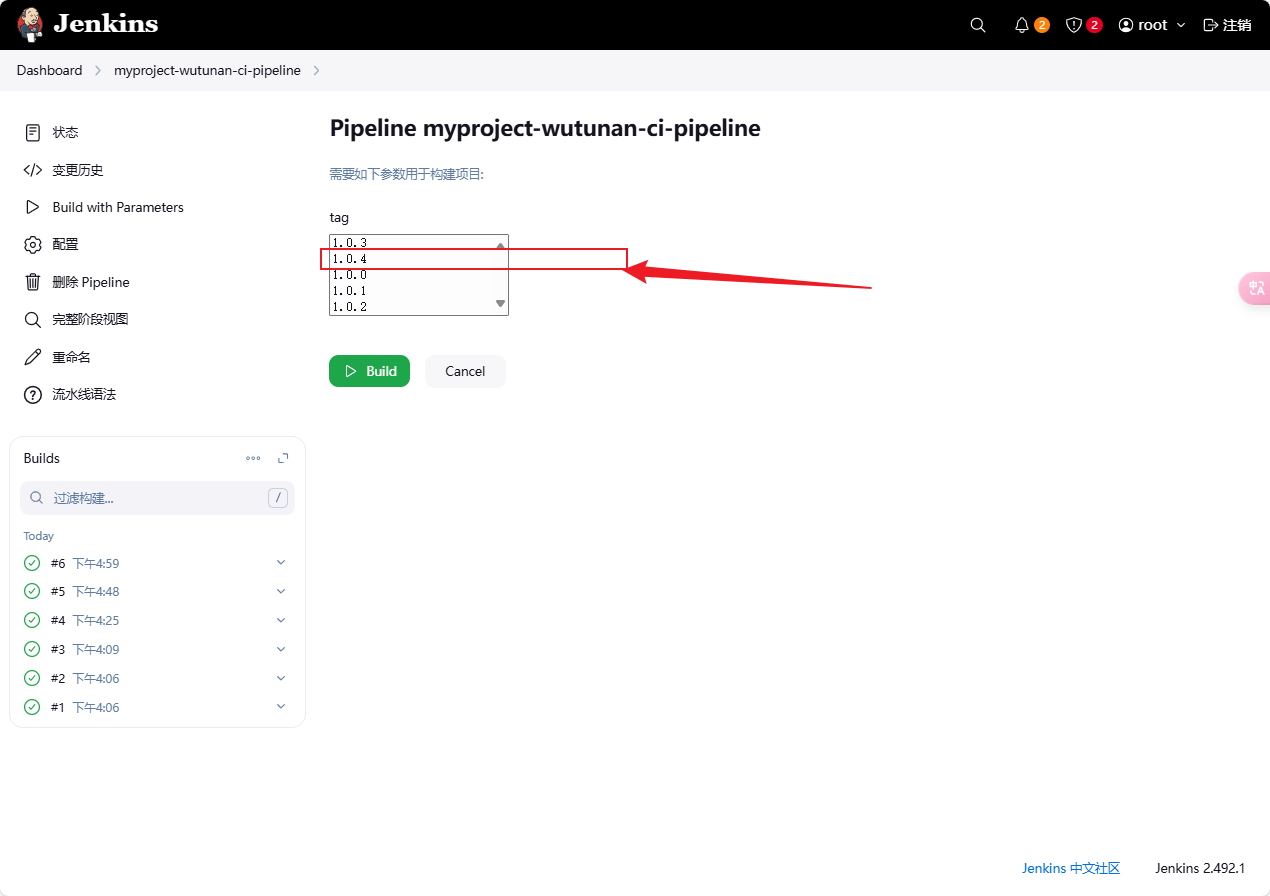 Jenkins
2
2
root
注销
Dashboard
myproject-wutunan-ci-pipeline
状态
变更历史
Build with Parameters
配置
删除 Pipeline
完整阶段视图
重命名
流水线语法
Pipeline myproject-wutunan-ci-pipeline
需要如下参数用于构建项目:
tag
1.0.3
1.0.4
1.0.0
1.0.1
1.0.2
Build
Cancel
Builds
过滤构建...
/
Today
#6 下午4:59
#5 下午4:48
#4 下午4:25
#3 下午4:09
#2 下午4:06
#1 下午4:06
中A
Jenkins 中文社区
Jenkins 2.492.1